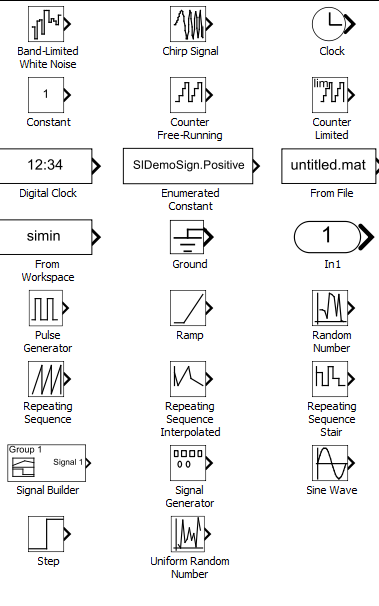 Band-Limited
White Noise
Chirp Signal
Clock
1
Constant
Counter
Free-Running
lim
Counter
Limited
12:34
Digital Clock
SlDemoSign.Positive
Enumerated
Constant
untitled.mat
From File
simin
From
Workspace
Ground
1
In1
Pulse
Generator
Ramp
Random
Number
Repeating
Sequence
Repeating
Sequence
Interpolated
Repeating
Sequence
Stair
Group 1
Signal 1
Signal Builder
Signal
Generator
Sine Wave
Step
Uniform Random
Number